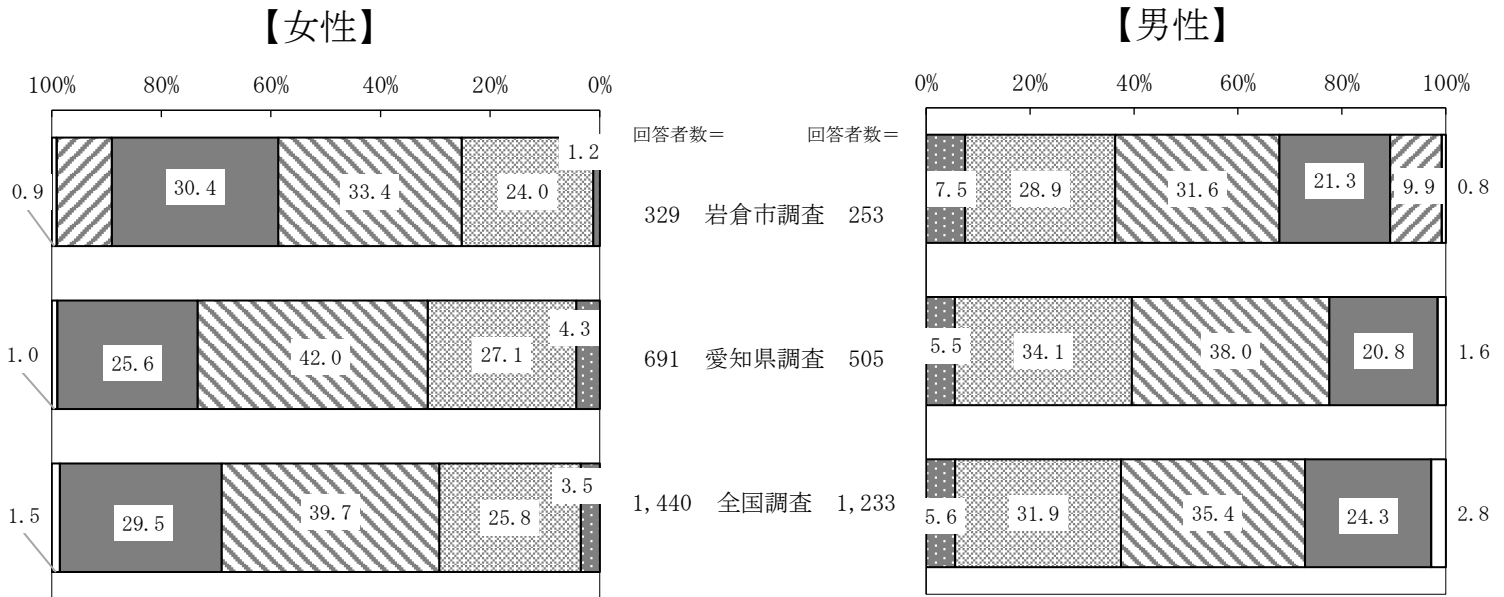 【女性】
【男性】
100% 80% 60% 40% 20% 0%
0% 20% 40% 60% 80% 100%
回答者数＝ 回答者数＝
0.9 30.4 33.4 24.0 1.2
329 岩倉市調査 253
7.5 28.9 31.6 21.3 9.9 0.8
1.0 25.6 42.0 27.1 4.3
691 愛知県調査 505
5.5 34.1 38.0 20.8 1.6
1.5 29.5 39.7 25.8 3.5
1,440 全国調査 1,233
5.6 31.9 35.4 24.3 2.8